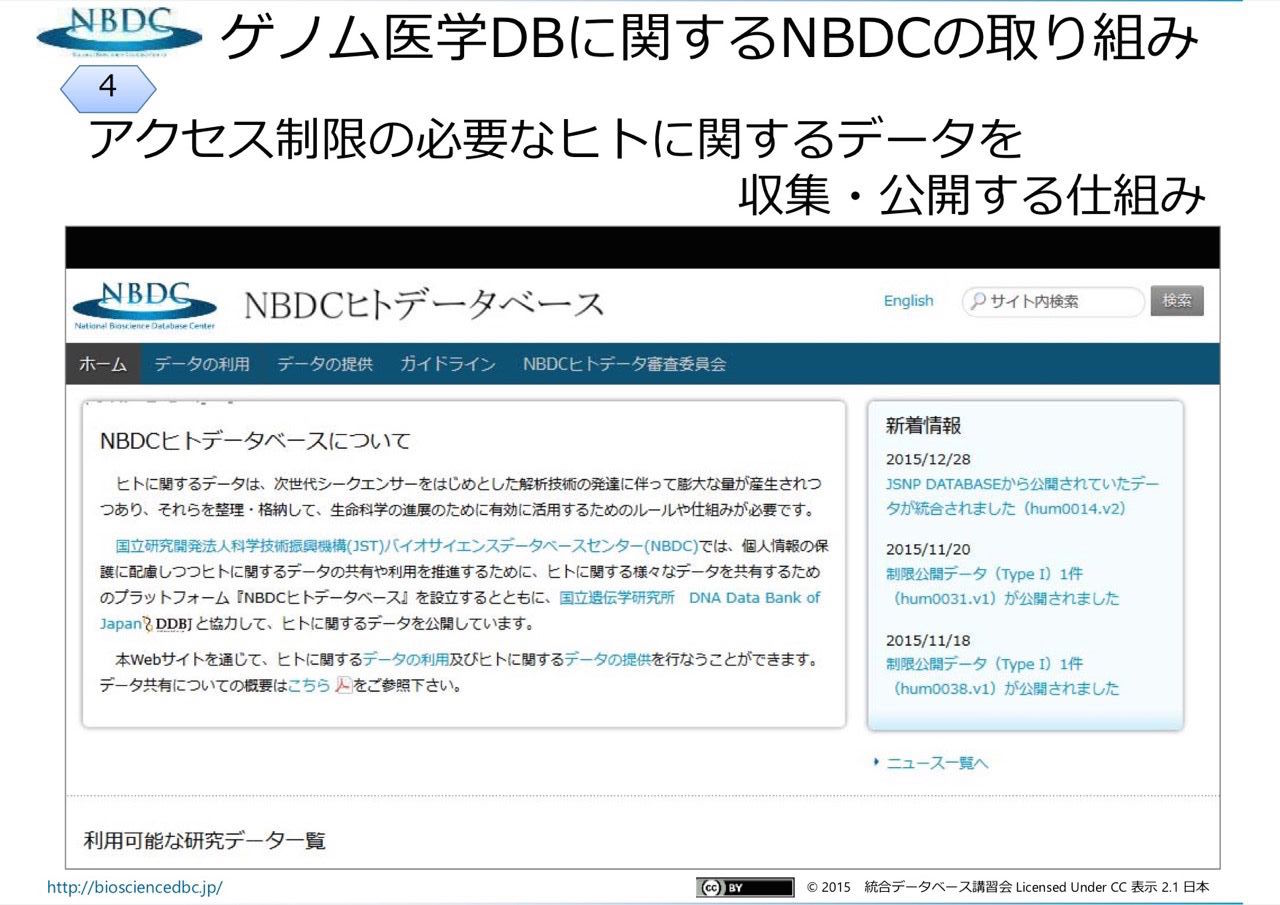 NBDC
ゲノム医学DBに関するNBDCの取り組み
4
アクセス制限の必要なヒトに関するデータを
収集・公開する仕組み
NBDC
National Bioscience Database Center
NBDCヒトデータベース
English
サイト内検索
検索
ホーム データの利用 データの提供 ガイドライン NBDCヒトデータ審査委員会
NBDCヒトデータベースについて
ヒトに関するデータは、次世代シークエンサーをはじめとした解析技術の発達に伴って膨大な量が産生されつ
つあり、それらを整理・格納して、生命科学の進展のために有効に活用するためのルールや仕組みが必要です。
国立研究開発法人科学技術振興機構(JST)バイオサイエンスデータベースセンター(NBDC)では、個人情報の保
護に配慮しつつヒトに関するデータの共有や利用を推進するために、ヒトに関する様々なデータを共有するため
のプラットフォーム『NBDCヒトデータベース』を設立するとともに、国立遺伝学研究所 DNA Data Bank of
Japan DDBJ と協力して、ヒトに関するデータを公開しています。
本Webサイトを通じて、ヒトに関するデータの利用及びヒトに関するデータの提供を行なうことができます。
データ共有についての概要はこちら をご参照下さい。
新着情報
2015/12/28
JSNP DATABASEから公開されていたデー
タが統合されました（hum0014.v2）
2015/11/20
制限公開データ（Type I）1件
（hum0031.v1）が公開されました
2015/11/18
制限公開データ（Type I）1件
（hum0038.v1）が公開されました
ニュース一覧へ
利用可能な研究データ一覧
http://biosciencedbc.jp/
cc BY
© 2015 統合データベース講習会 Licensed Under CC 表示 2.1 日本